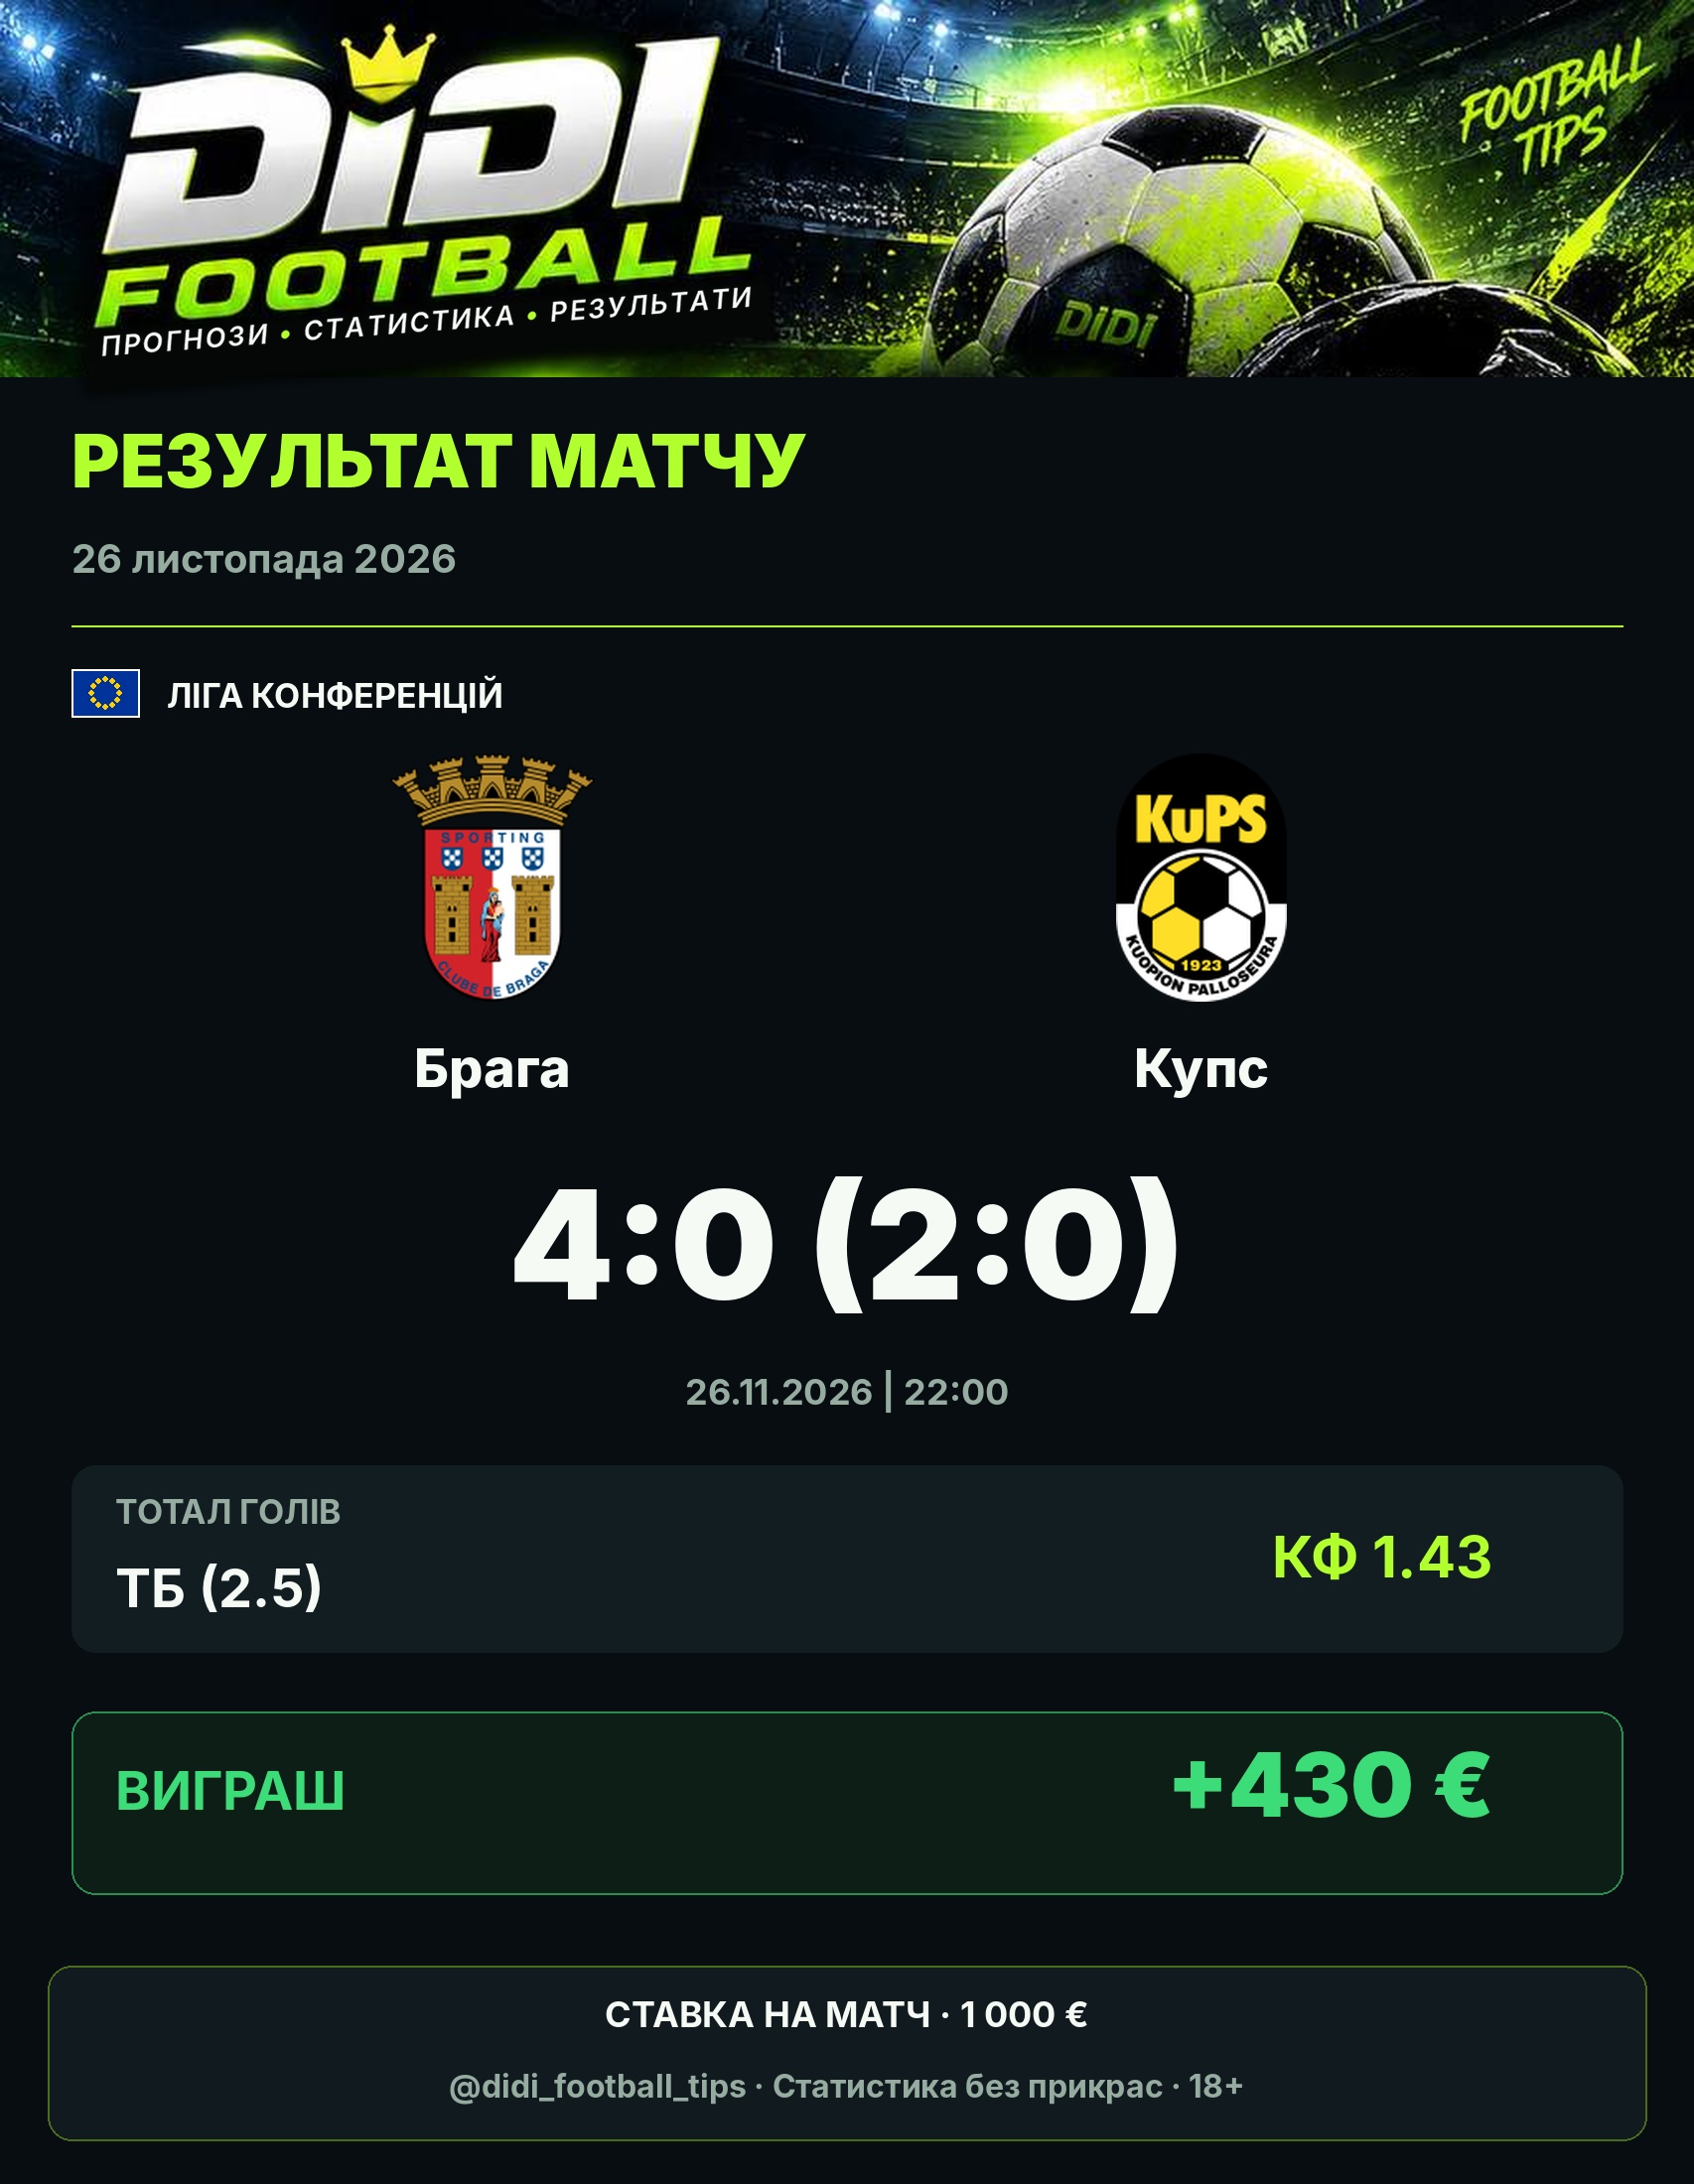 DiDI
FOOTBALL
ПРОГНОЗИ • СТАТИСТИКА • РЕЗУЛЬТАТИ
FOOTBALL
TIPS
DiDi
РЕЗУЛЬТАТ МАТЧУ
26 листопада 2026
ЛІГА КОНФЕРЕНЦІЙ
SPORTING
CLUBE DE BRAGA
KuPS
1923
KUOPION PALLOSEURA
Брага
Купс
4:0 (2:0)
26.11.2026 | 22:00
ТОТАЛ ГОЛІВ
ТБ (2.5)
КФ 1.43
ВИГРАШ
+430 €
СТАВКА НА МАТЧ · 1 000 €
@didi_football_tips · Статистика без прикрас · 18+